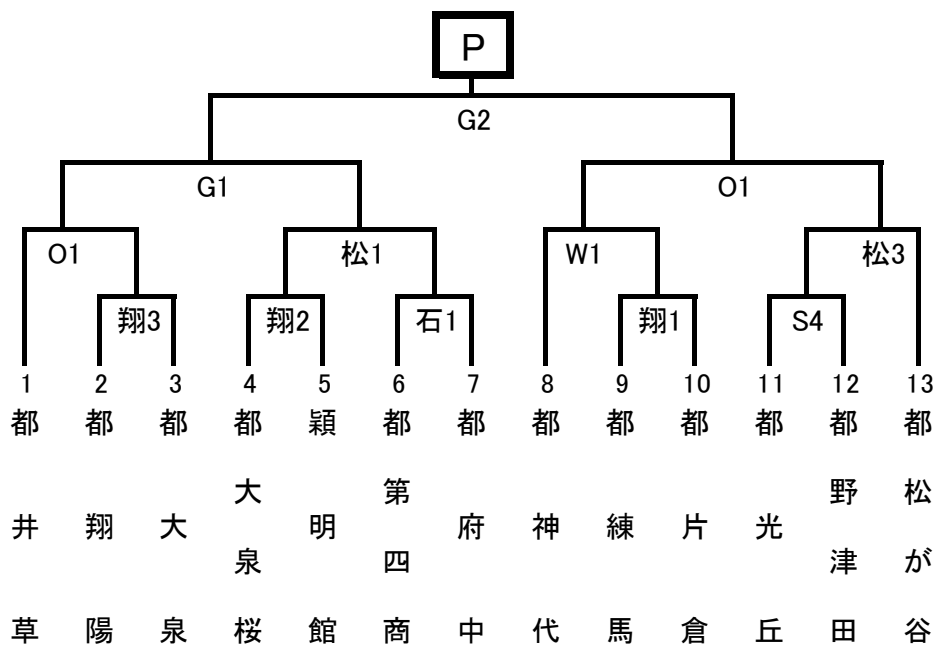 P
G2
G1 O1
O1 松1 W1 松3
翔3 翔2 石1 翔1 S4
1 2 3 4 5 6 7 8 9 10 11 12 13
都井草
都翔陽
都大泉
都大泉桜
穎明館
都第四商
都府中
都神代
都練馬
都片倉
都光丘
都野津田
都松が谷